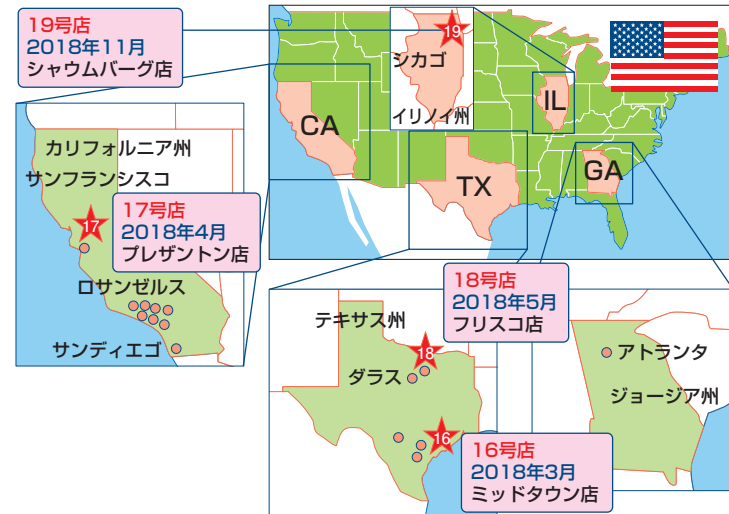 19号店
2018年11月
シャウムバーグ店
19
シカゴ
イリノイ州
CA
IL
TX
GA
カリフォルニア州
サンフランシスコ
17
17号店
2018年4月
プレザントン店
ロサンゼルス
サンディエゴ
18号店
2018年5月
フリスコ店
テキサス州
18
ダラス
16
16号店
2018年3月
ミッドタウン店
アトランタ
ジョージア州